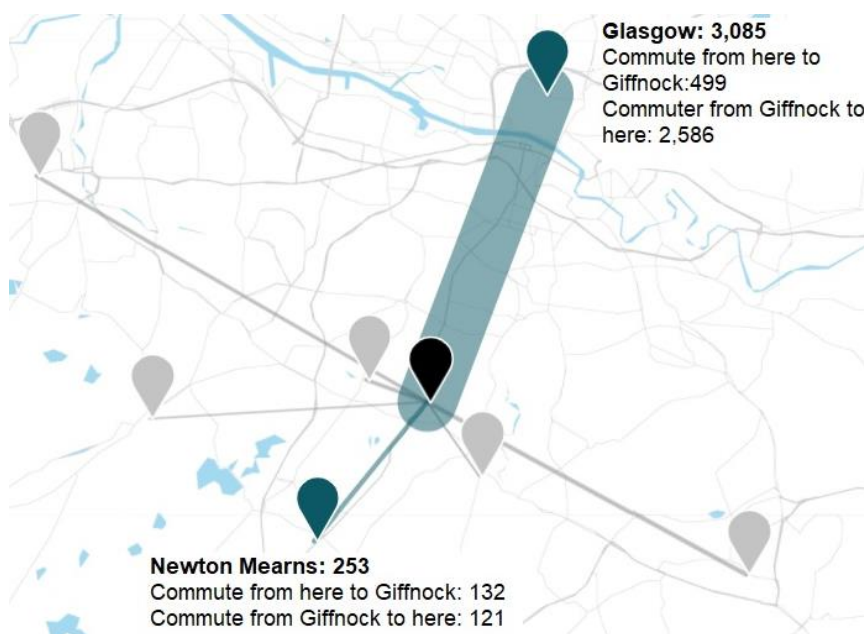 Glasgow: 3,085
Commute from here to
Giffnock:499
Commuter from Giffnock to
here: 2,586
Newton Mearns: 253
Commute from here to Giffnock: 132
Commute from Giffnock to here: 121